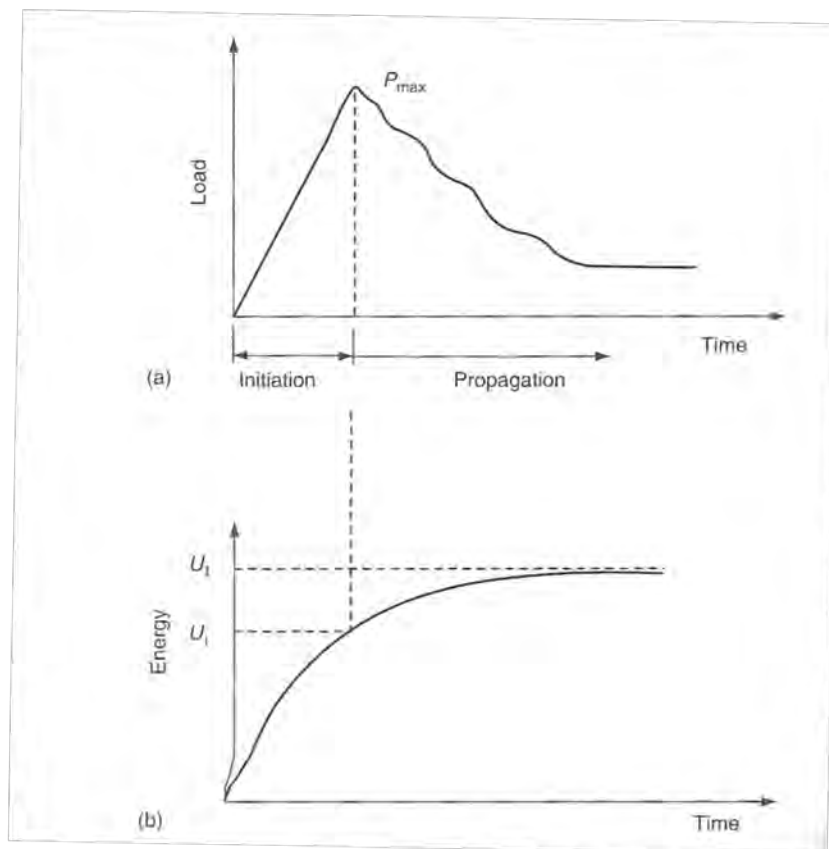 P_max
Load
Time
(a)
Initiation
Propagation
U_t
U_i
Energy
Time
(b)